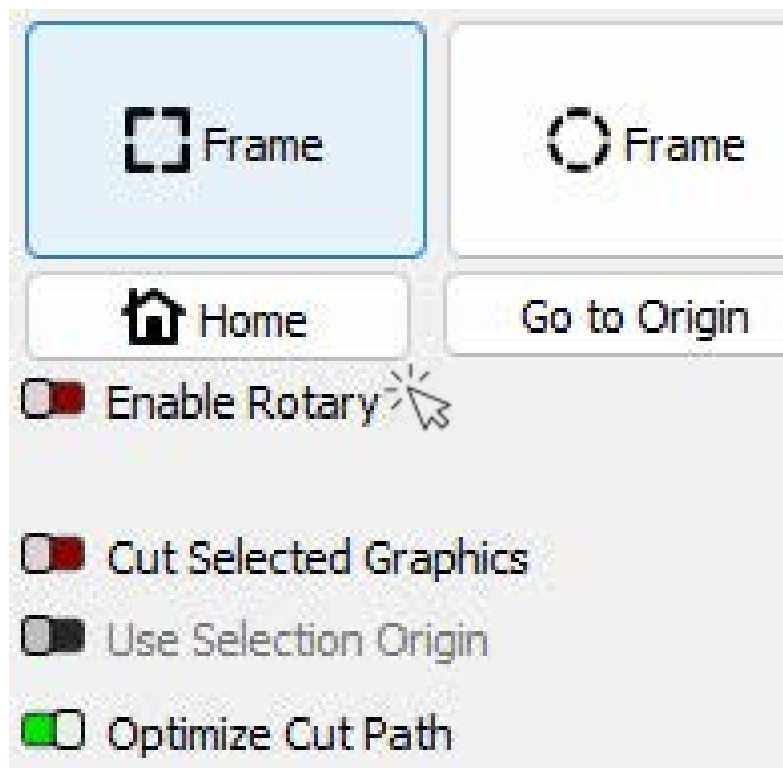 Frame
Frame
Home
Go to Origin
Enable Rotary
Cut Selected Graphics
Use Selection Origin
Optimize Cut Path